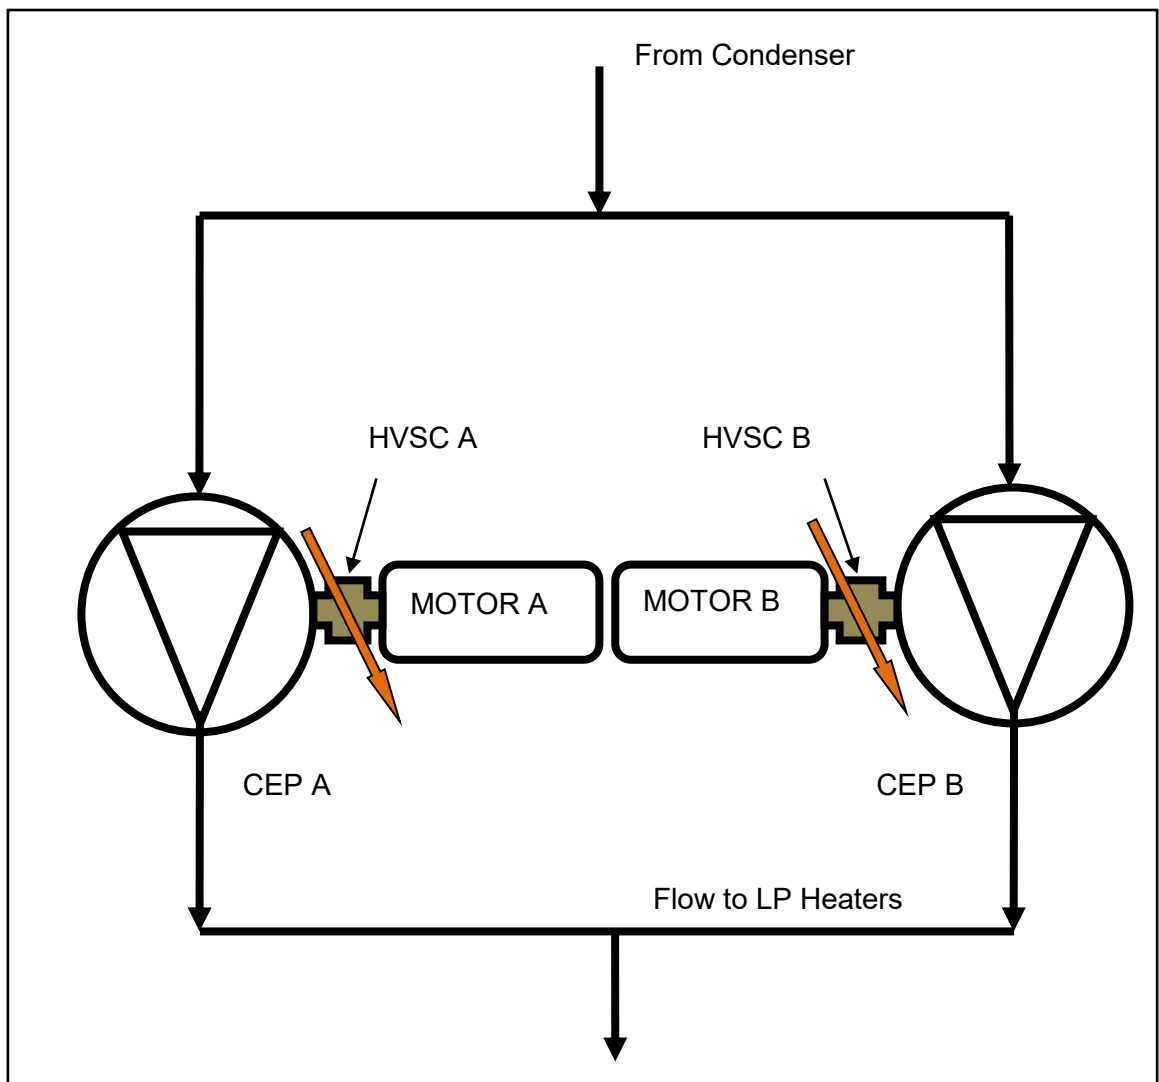 From Condenser
HVSC A
HVSC B
MOTOR A
MOTOR B
CEP A
CEP B
Flow to LP Heaters